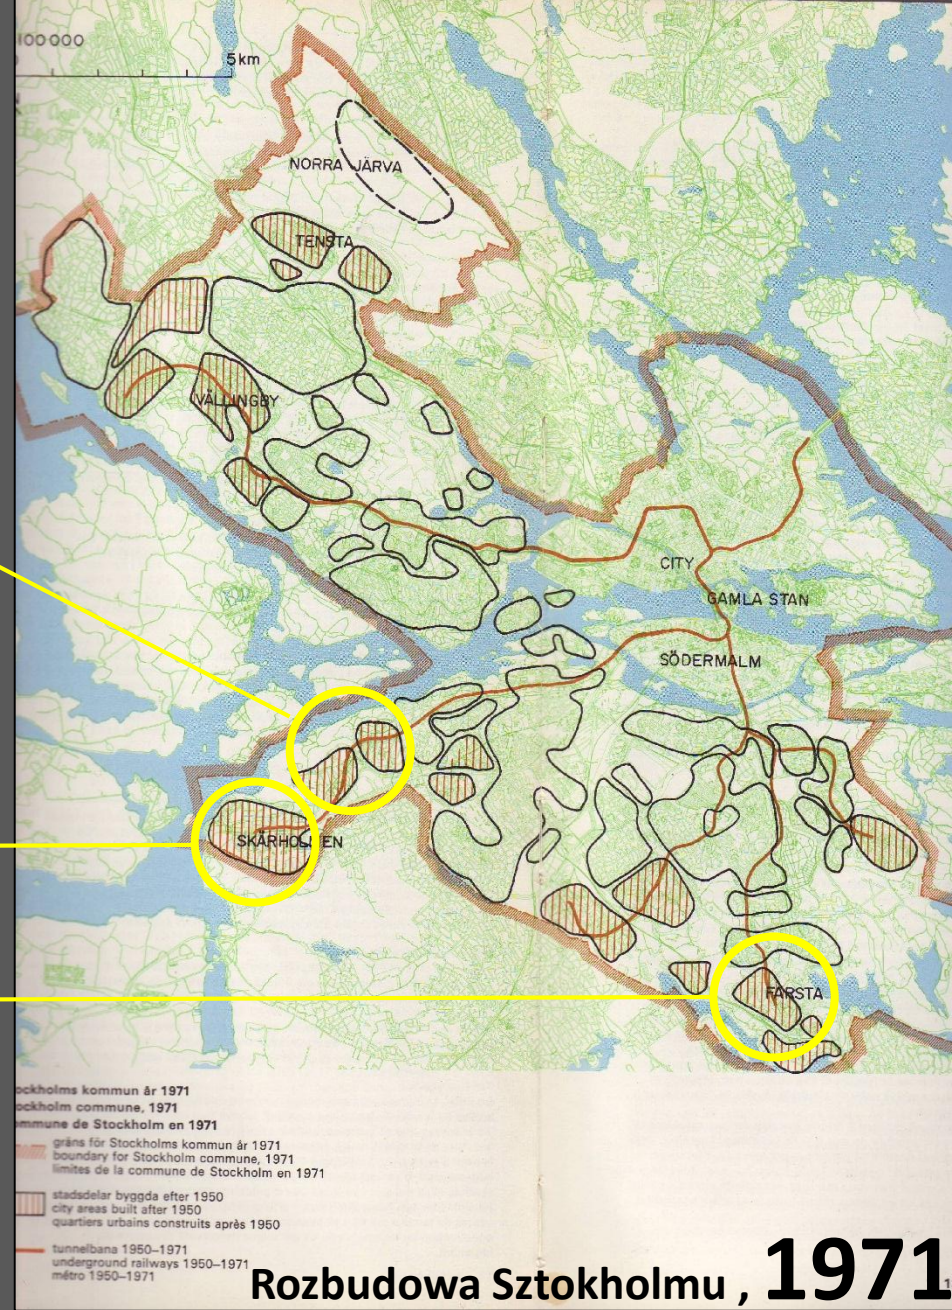 100 000
5 km
NORRA JÄRVA
TENSTA
VÄLLINGBY
CITY
GAMLA STAN
SÖDERMALM
SKÄRHOLMEN
FARSTA
ockholms kommun år 1971
ockholm commune, 1971
mmune de Stockholm en 1971
gräns för Stockholms kommun år 1971
boundary for Stockholm commune, 1971
limites de la commune de Stockholm en 1971
stadsdelar byggda efter 1950
city areas built after 1950
quartiers urbains construits après 1950
tunnelbana 1950–1971
underground railways 1950–1971
métro 1950–1971
Rozbudowa Sztokholmu , 1971